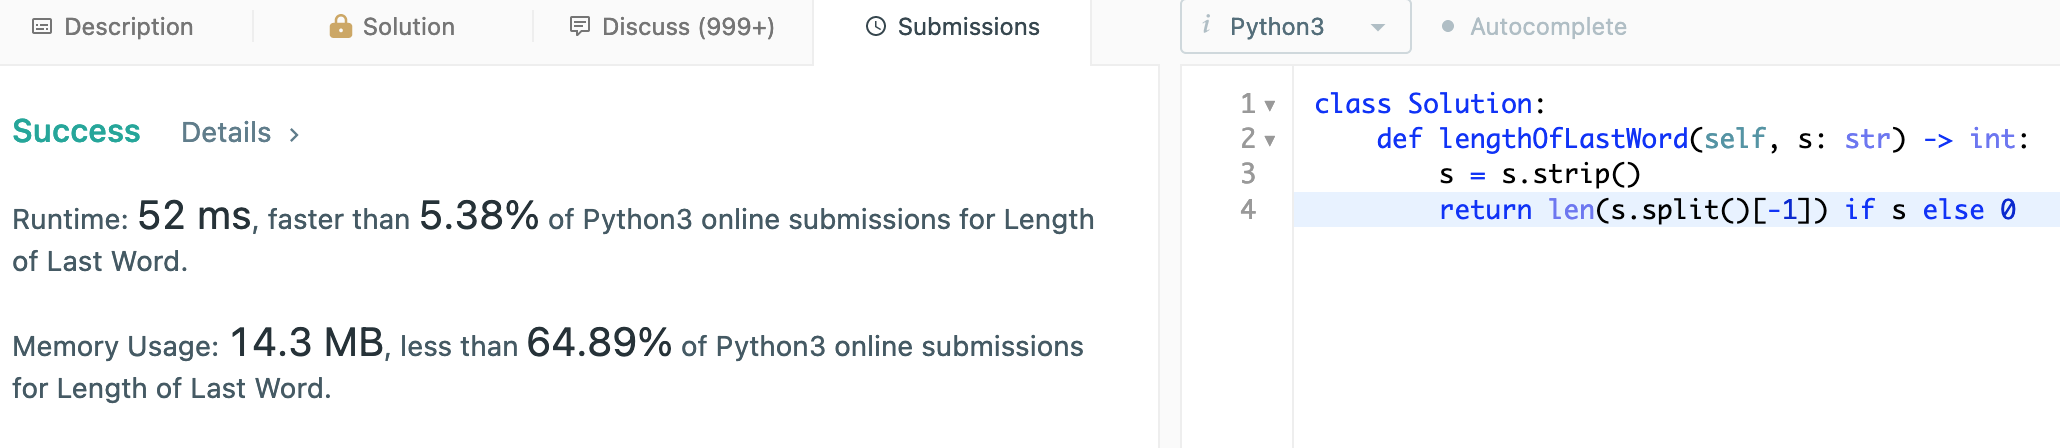 Description
Solution
Discuss (999+)
Submissions
i Python3
Autocomplete
Success Details >
Runtime: 52 ms, faster than 5.38% of Python3 online submissions for Length
of Last Word.
Memory Usage: 14.3 MB, less than 64.89% of Python3 online submissions
for Length of Last Word.
1 class Solution:
2     def lengthOfLastWord(self, s: str) -> int:
3         s = s.strip()
4         return len(s.split()[-1]) if s else 0